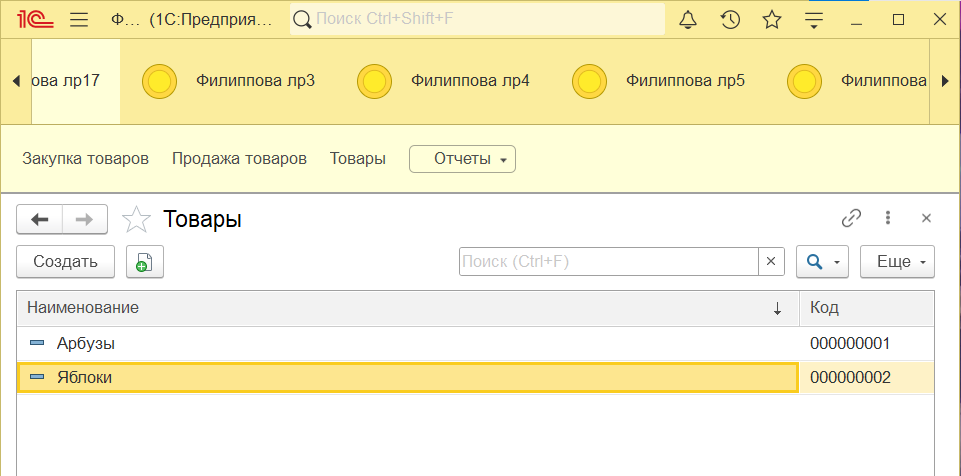 1С Ф... (1С:Предприя... Поиск Ctrl+Shift+F
ова лр17 Филиппова лр3 Филиппова лр4 Филиппова лр5 Филиппова
Закупка товаров Продажа товаров Товары Отчеты
Товары
Создать Поиск (Ctrl+F) × Еще
Наименование Код
Арбузы 000000001
Яблоки 000000002